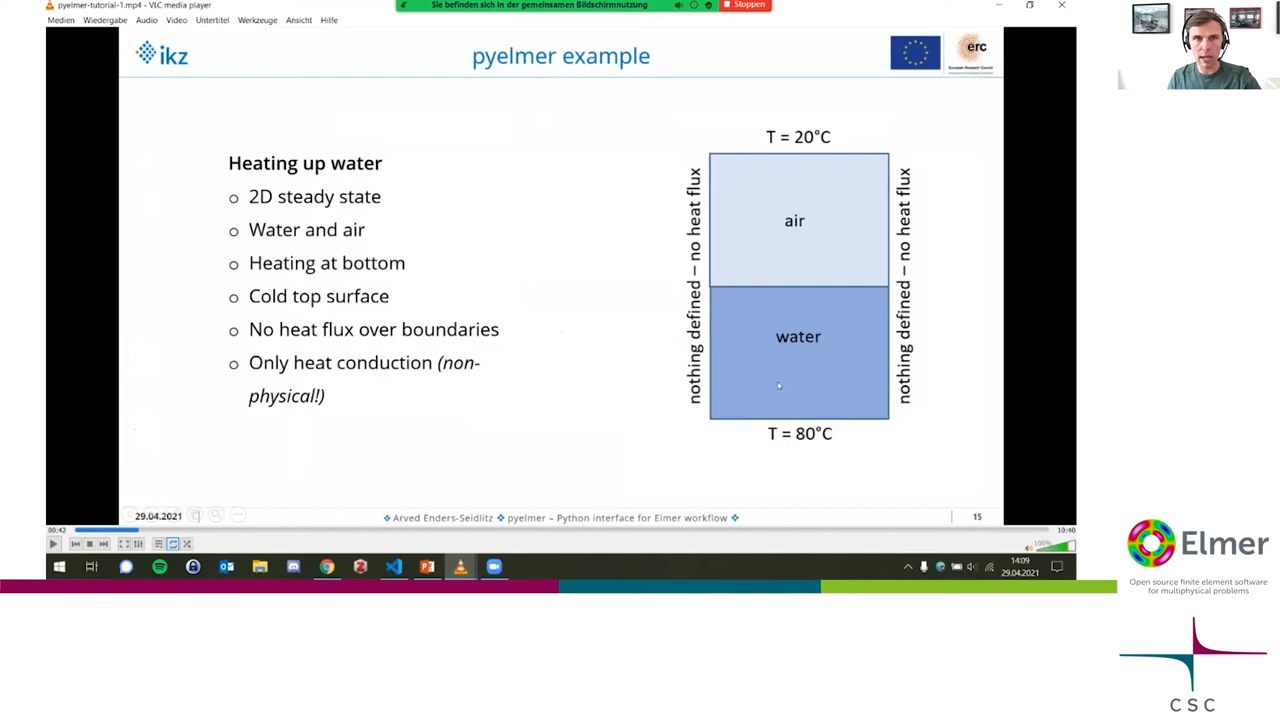 pyelmer-tutorial-1.mp4 - VLC media player
Sie befinden sich in der gemeinsamen Bildschirmnutzung
Stoppen
Medien Wiedergabe Audio Video Untertitel Werkzeuge Ansicht Hilfe
ikz
pyelmer example
erc
Heating up water
2D steady state
Water and air
Heating at bottom
Cold top surface
No heat flux over boundaries
Only heat conduction (non-
physical!)
T = 20°C
nothing defined – no heat flux
air
water
nothing defined – no heat flux
T = 80°C
29.04.2021
Arved Enders-Seidlitz ❖ pyelmer – Python interface for Elmer workflow
15
00:42
10:40
100%
14:09
29.04.2021
Elmer
Open source finite element software
for multiphysical problems
CSC